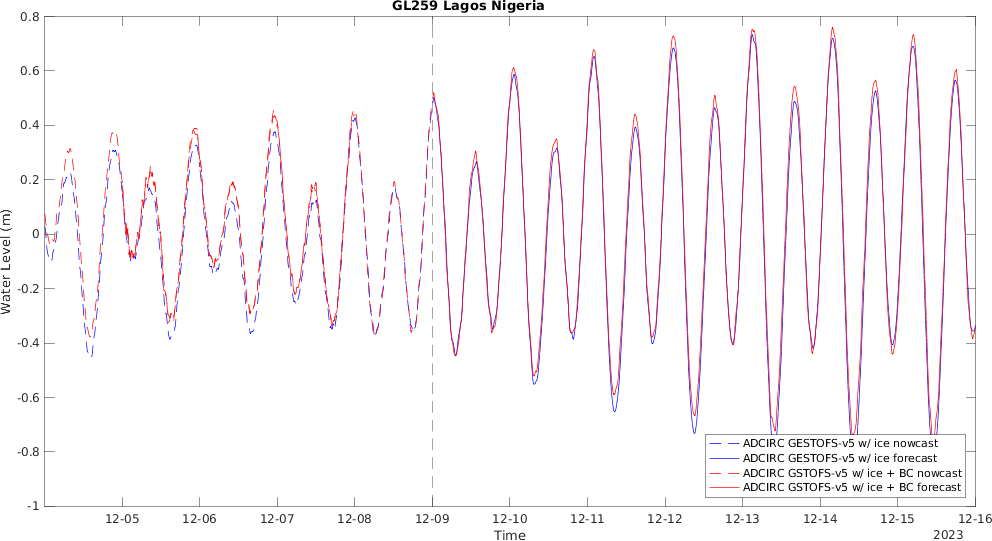 GL259 Lagos Nigeria
0.8
0.6
0.4
0.2
0
-0.2
-0.4
-0.6
-0.8
-1
Water Level (m)
ADCIRC GESTOFS-v5 w/ ice nowcast
ADCIRC GESTOFS-v5 w/ ice forecast
ADCIRC GSTOFS-v5 w/ ice + BC nowcast
ADCIRC GSTOFS-v5 w/ ice + BC forecast
12-05 12-06 12-07 12-08 12-09 12-10 12-11 12-12 12-13 12-14 12-15 12-16
Time
2023